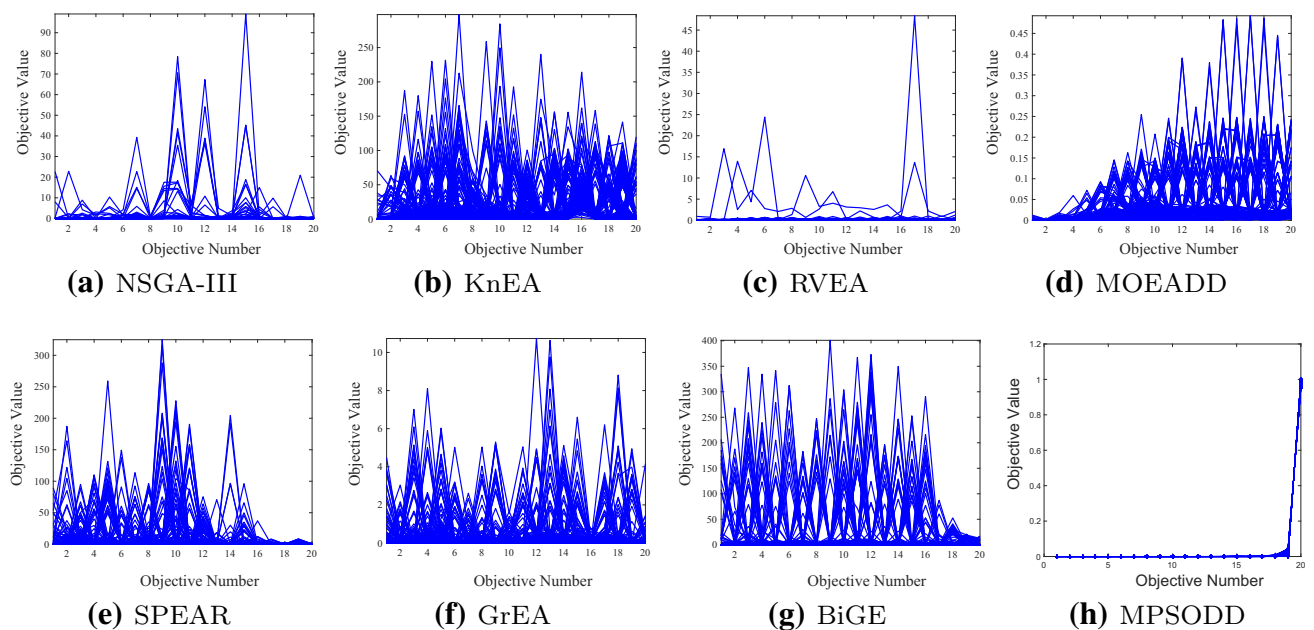 Objective Value
90
80
70
60
50
40
30
20
10
0
2 4 6 8 10 12 14 16 18 20
Objective Number
(a) NSGA-III
Objective Value
250
200
150
100
50
0
2 4 6 8 10 12 14 16 18 20
Objective Number
(b) KnEA
Objective Value
45
40
35
30
25
20
15
10
5
0
2 4 6 8 10 12 14 16 18 20
Objective Number
(c) RVEA
Objective Value
0.45
0.4
0.35
0.3
0.25
0.2
0.15
0.1
0.05
0
2 4 6 8 10 12 14 16 18 20
Objective Number
(d) MOEADD
Objective Value
300
250
200
150
100
50
0
2 4 6 8 10 12 14 16 18 20
Objective Number
(e) SPEAR
Objective Value
10
8
6
4
2
0
2 4 6 8 10 12 14 16 18 20
Objective Number
(f) GrEA
Objective Value
400
350
300
250
200
150
100
50
0
2 4 6 8 10 12 14 16 18 20
Objective Number
(g) BiGE
Objective Value
1.2
1
0.8
0.6
0.4
0.2
0
0 5 10 15 20
Objective Number
(h) MPSODD